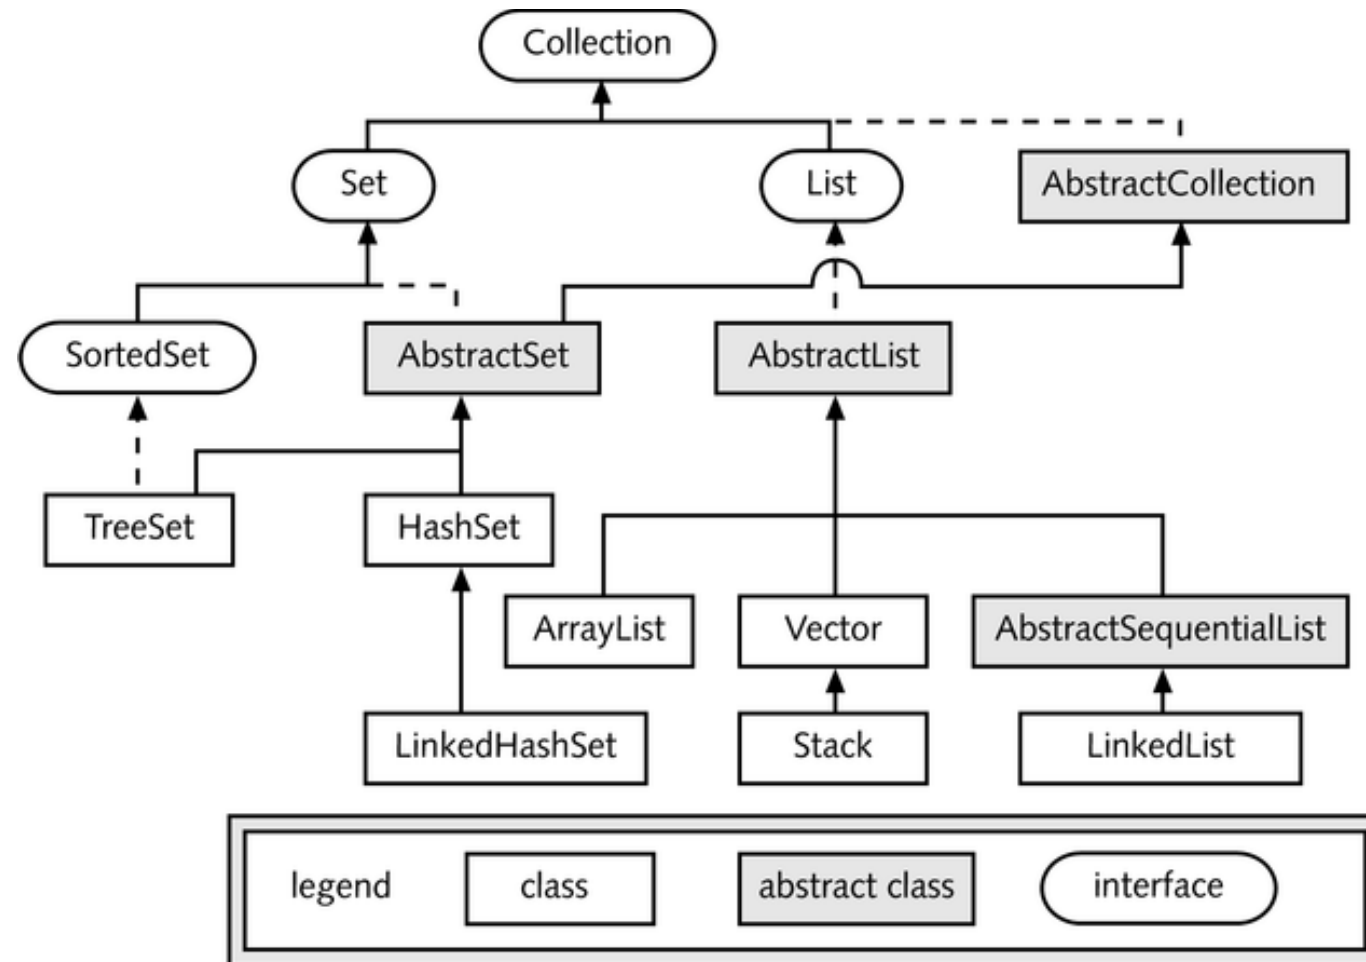 Collection
Set
List
AbstractCollection
SortedSet
AbstractSet
AbstractList
TreeSet
HashSet
ArrayList
Vector
AbstractSequentialList
LinkedHashSet
Stack
LinkedList
legend
class
abstract class
interface